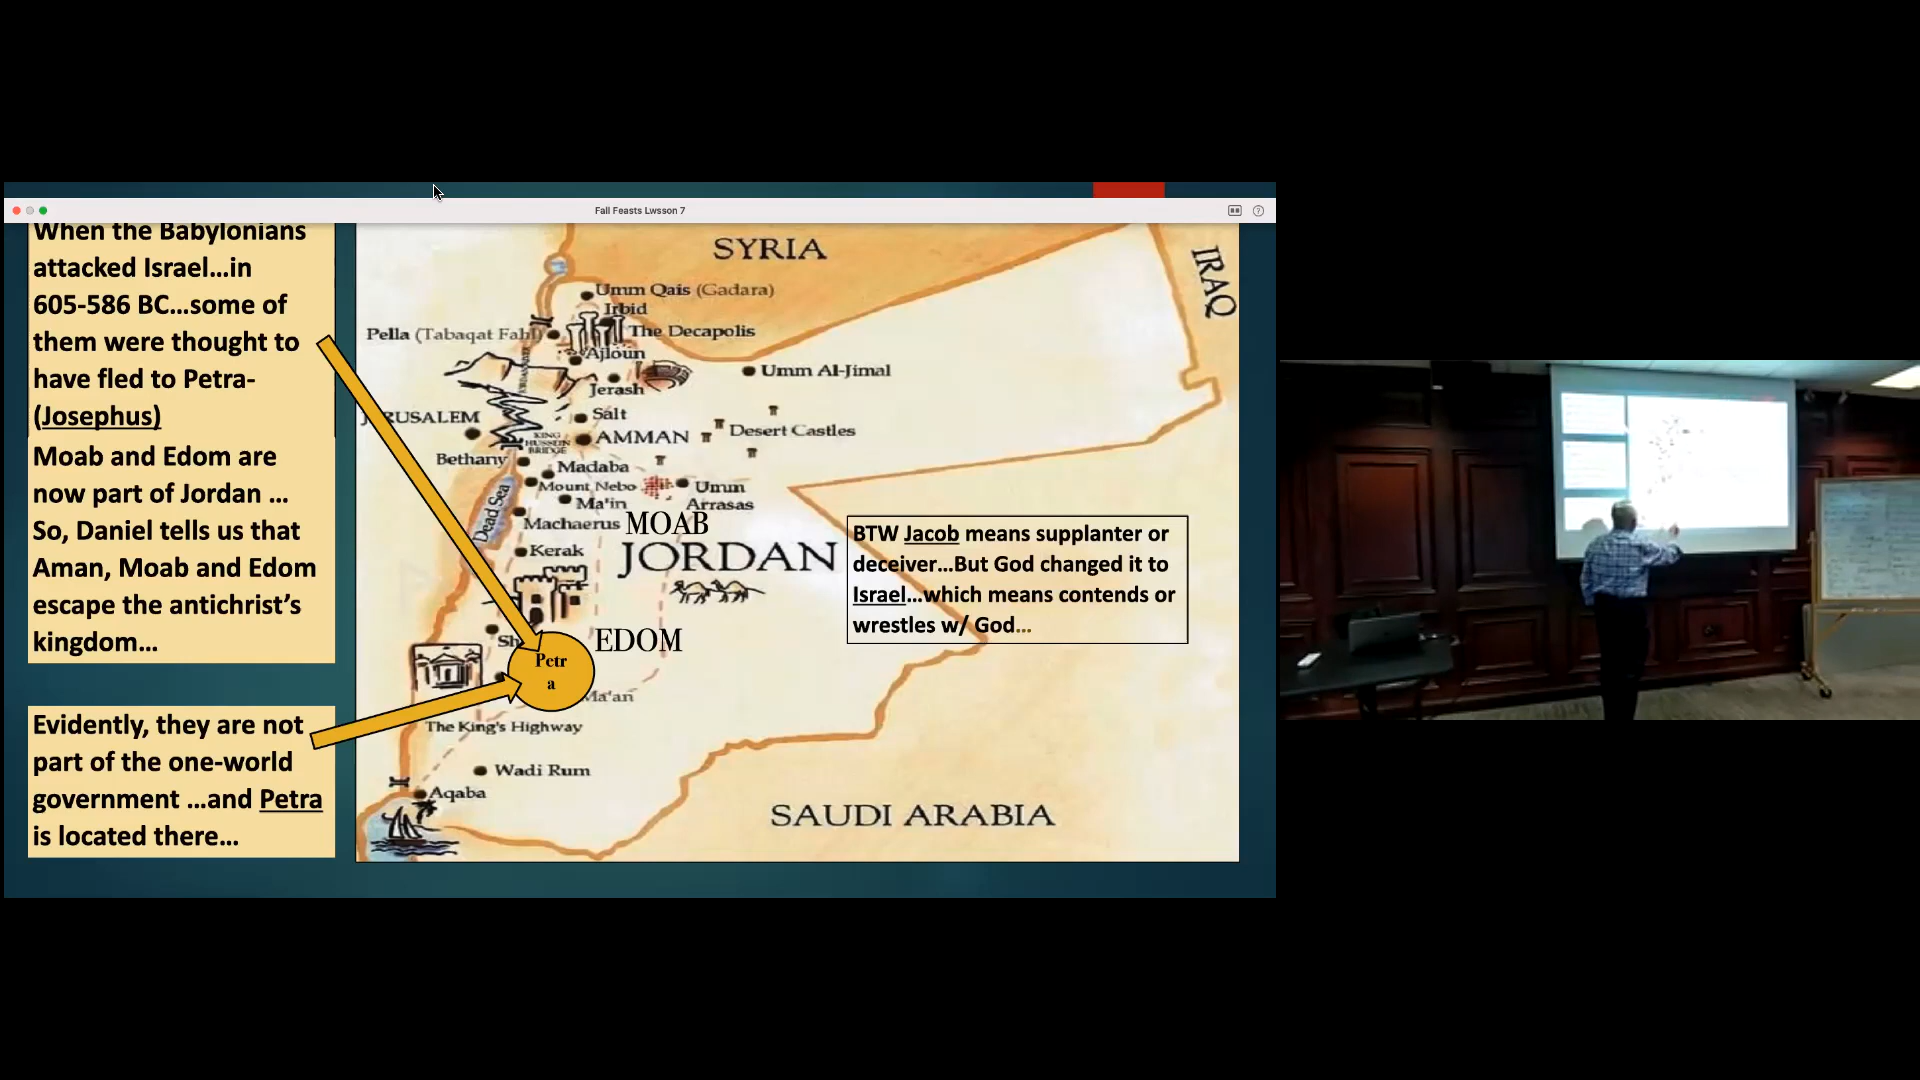 Fall Feasts Lwsson 7
When the Babylonians
attacked Israel...in
605-586 BC...some of
them were thought to
have fled to Petra-
(Josephus)
Moab and Edom are
now part of Jordan ...
So, Daniel tells us that
Aman, Moab and Edom
escape the antichrist's
kingdom...
Evidently, they are not
part of the one-world
government ...and Petra
is located there...
SYRIA
IRAQ
Umm Qais (Gadara)
Irbid
Pella (Tabaqat Fahl)
The Decapolis
Ajloun
Umm Al-Jimal
Jerash
RUSALEM
Salt
Desert Castles
KING
HUSSEIN
BRIDGE
AMMAN
Bethany
Madaba
Mount Nebo
Umm
Arrasas
Ma'in
Dead Sea
Machaerus
MOAB
Kerak
JORDAN
BTW Jacob means supplanter or
deceiver...But God changed it to
Israel...which means contends or
wrestles w/ God...
Sh
EDOM
Petr
a
Ma'an
The King's Highway
Wadi Rum
Aqaba
SAUDI ARABIA